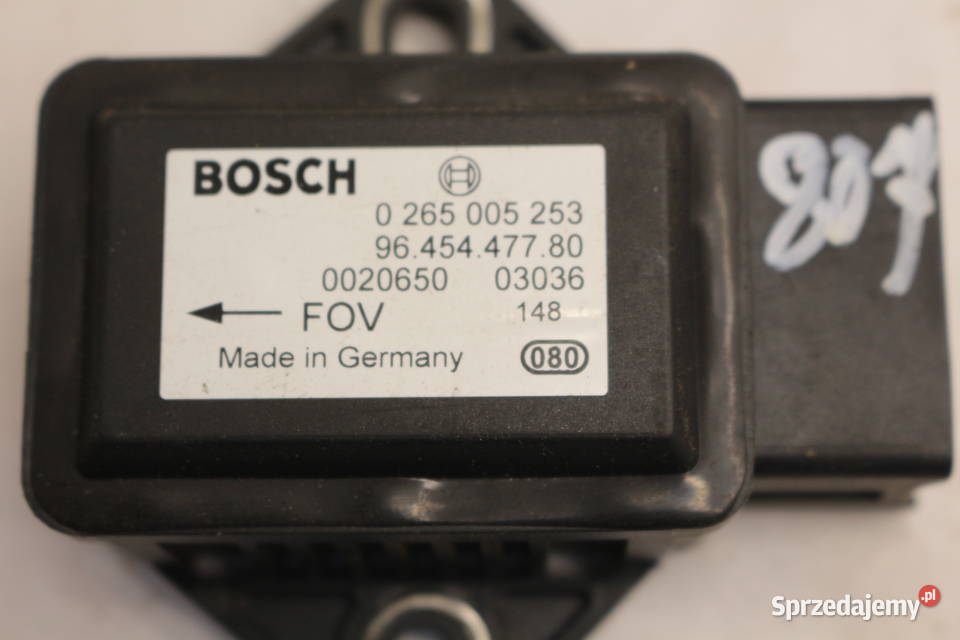 BOSCH
0 265 005 253
96.454.477.80
0020650 03036
FOV 148
Made in Germany 080
807
Sprzedajemy.pl